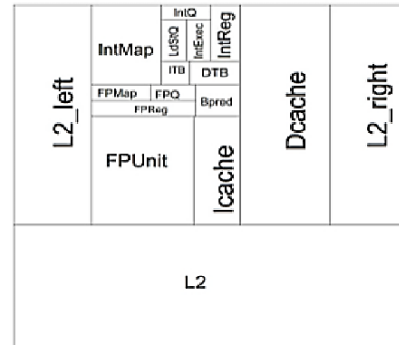 IntQ
IntMap
LdStQ
IntExec
IntReg
ITB
DTB
L2_left
FPMap
FPQ
Bpred
FPReg
FPUnit
Icache
Dcache
L2_right
L2